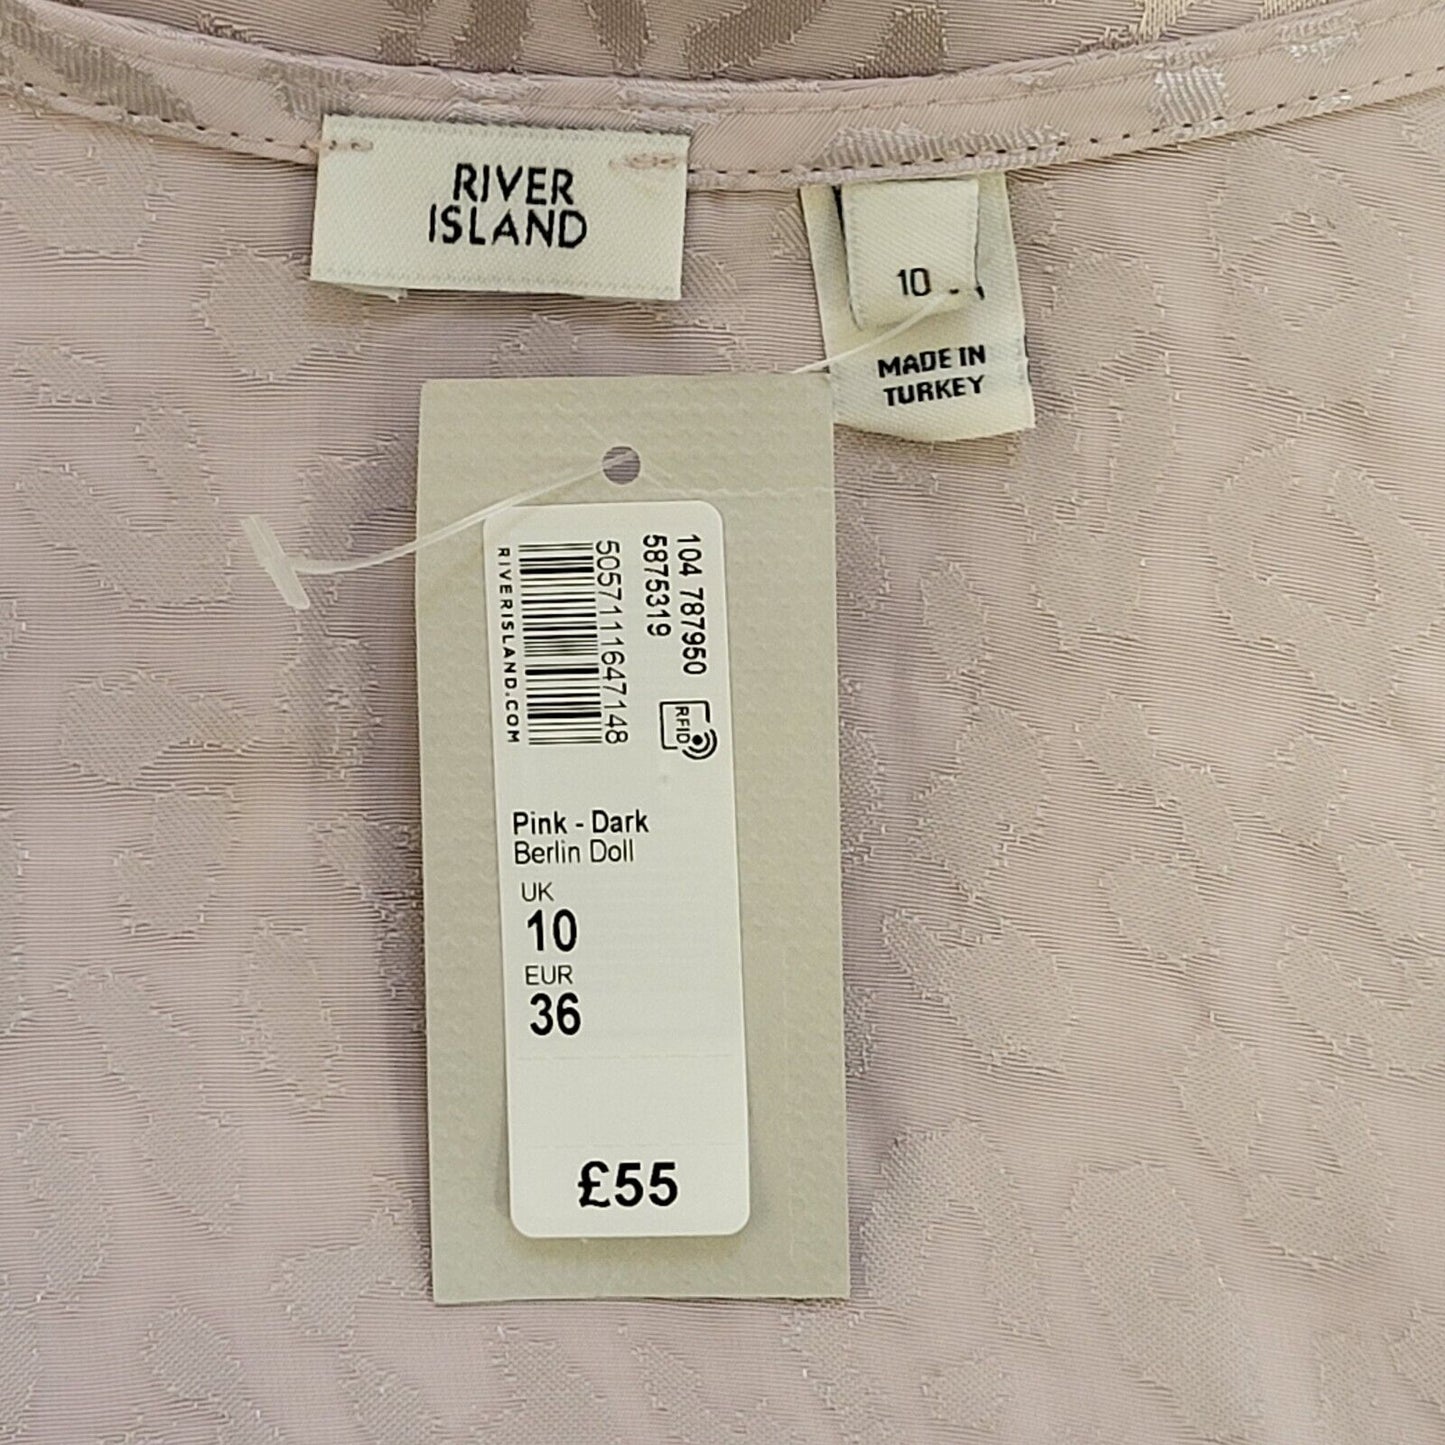 RIVER
ISLAND
10
MADE IN
TURKEY
104 787950
5875319
RFID
5057111647148
RIVERISLAND.COM
Pink - Dark
Berlin Doll
UK
10
EUR
36
£55